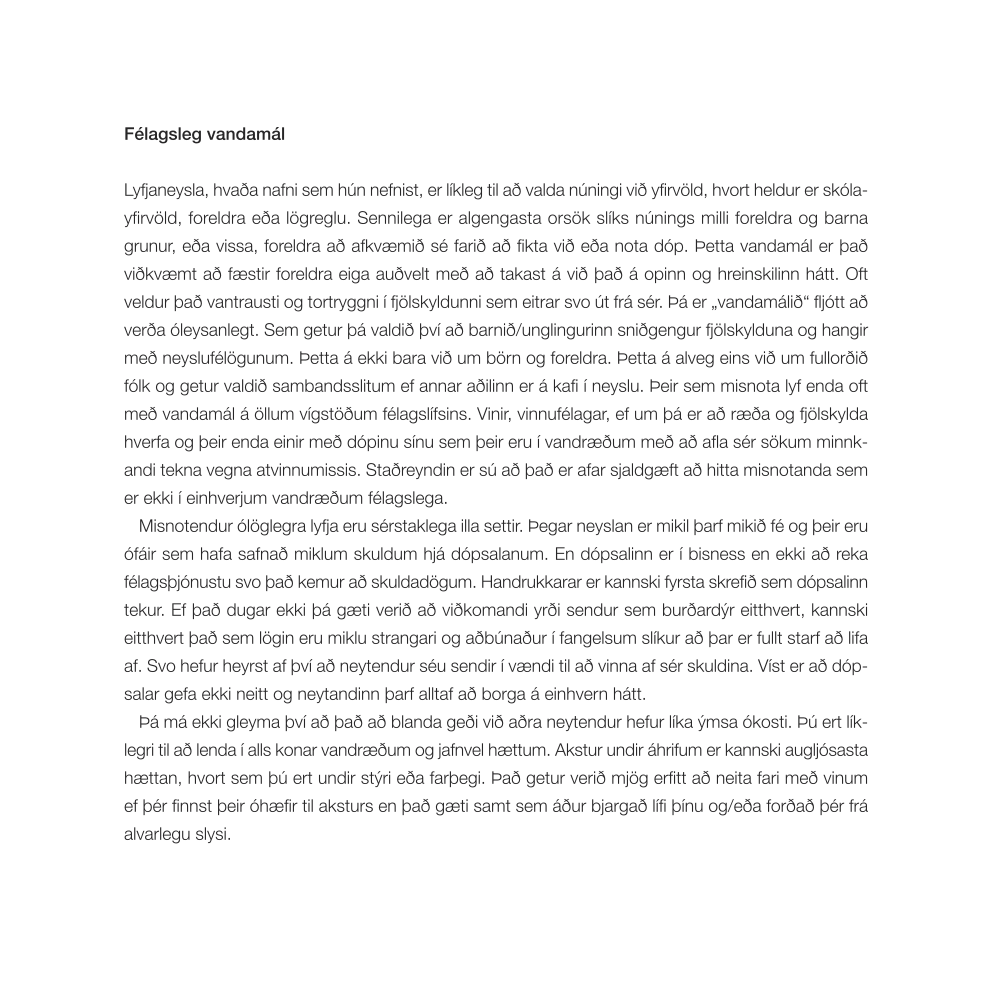 Félagsleg vandamál
Lyfjaneysla, hvaða nafni sem hún nefnist, er líkleg til að valda núningi við yfirvöld, hvort heldur er skóla-
yfirvöld, foreldra eða lögreglu. Sennilega er algengasta orsök slíks núnings milli foreldra og barna
grunur, eða vissa, foreldra að afkvæmið sé farið að fikta við eða nota dóp. Þetta vandamál er það
viðkvæmt að fæstir foreldra eiga auðvelt með að takast á við það á opinn og hreinskilinn hátt. Oft
veldur það vantrausti og tortryggni í fjölskyldunni sem eitrar svo út frá sér. Þá er „vandamálið“ fljótt að
verða óleysanlegt. Sem getur þá valdið því að barnið/unglingurinn sniðgengur fjölskylduna og hangir
með neyslufélögunum. Þetta á ekki bara við um börn og foreldra. Þetta á alveg eins við um fullorðið
fólk og getur valdið sambandsslitum ef annar aðilinn er á kafi í neyslu. Þeir sem misnota lyf enda oft
með vandamál á öllum vígstöðum félagslífsins. Vinir, vinnufélagar, ef um þá er að ræða og fjölskylda
hverfa og þeir enda einir með dópinu sínu sem þeir eru í vandræðum með að afla sér sökum minnk-
andi tekna vegna atvinnumissis. Staðreyndin er sú að það er afar sjaldgæft að hitta misnotanda sem
er ekki í einhverjum vandræðum félagslega.
Misnotendur ólöglegra lyfja eru sérstaklega illa settir. Þegar neyslan er mikil þarf mikið fé og þeir eru
ófáir sem hafa safnað miklum skuldum hjá dópsalanum. En dópsalinn er í bisness en ekki að reka
félagsþjónustu svo það kemur að skuldadögum. Handrukkarar er kannski fyrsta skrefið sem dópsalinn
tekur. Ef það dugar ekki þá gæti verið að viðkomandi yrði sendur sem burðardýr eitthvert, kannski
eitthvert það sem lögin eru miklu strangari og aðbúnaður í fangelsum slíkur að þar er fullt starf að lifa
af. Svo hefur heyrst af því að neytendur séu sendir í vændi til að vinna af sér skuldina. Víst er að dóp-
salar gefa ekki neitt og neytandinn þarf alltaf að borga á einhvern hátt.
Þá má ekki gleyma því að það að blanda geði við aðra neytendur hefur líka ýmsa ókosti. Þú ert lík-
legri til að lenda í alls konar vandræðum og jafnvel hættum. Akstur undir áhrifum er kannski augljósasta
hættan, hvort sem þú ert undir stýri eða farþegi. Það getur verið mjög erfitt að neita fari með vinum
ef þér finnst þeir óhæfir til aksturs en það gæti samt sem áður bjargað lífi þínu og/eða forðað þér frá
alvarlegu slysi.